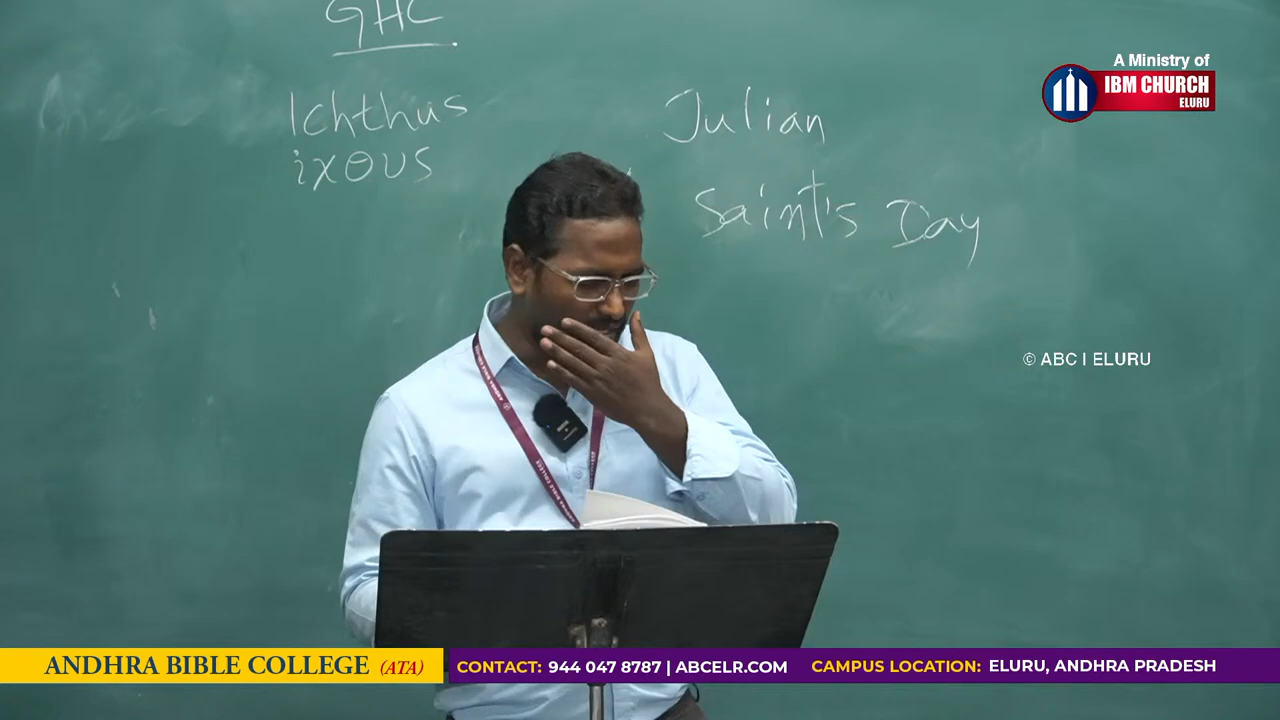 GHC
Ichthus
ixθυs
Julian
Saint's Day
A Ministry of
IBM CHURCH
ELURU
© ABC I ELURU
ANDHRA BIBLE COLLEGE (ATA)
CONTACT: 944 047 8787 | ABCELR.COM
CAMPUS LOCATION: ELURU, ANDHRA PRADESH